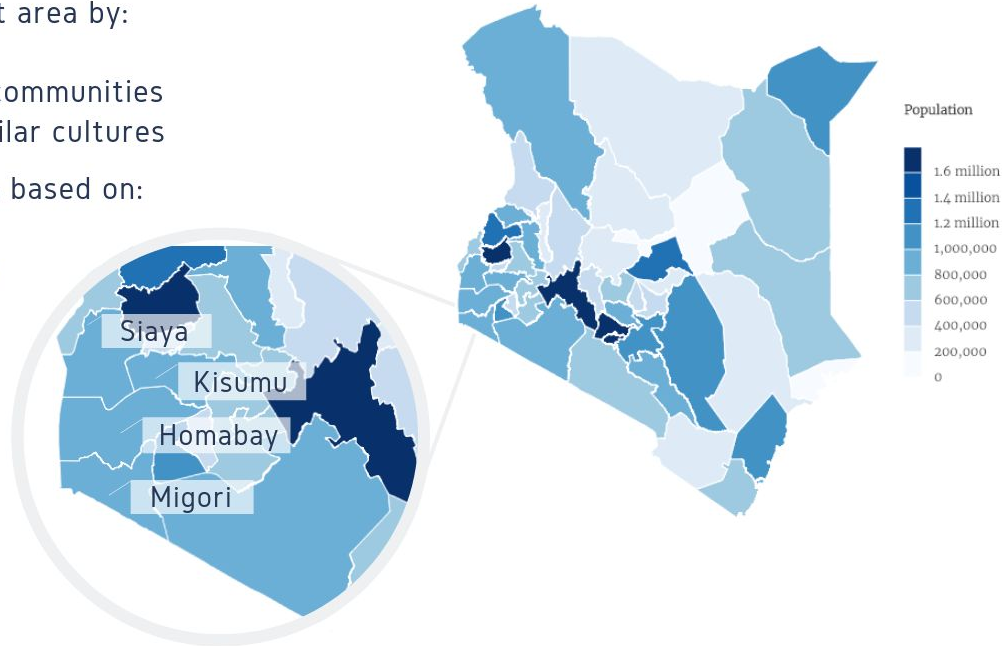 t area by:
communities
ilar cultures
based on:
Siaya
Kisumu
Homabay
Migori
Population
1.6 million
1.4 million
1.2 million
1,000,000
800,000
600,000
400,000
200,000
0